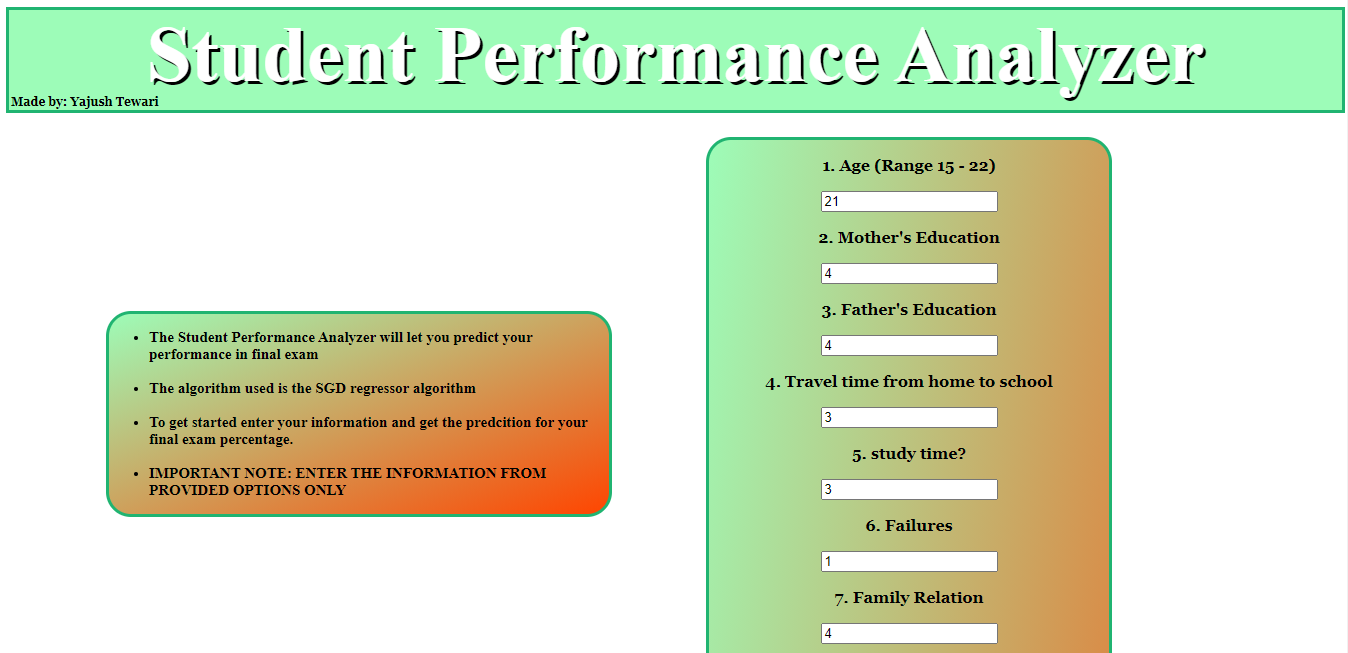 Student Performance Analyzer
Made by: Yajush Tewari
The Student Performance Analyzer will let you predict your
performance in final exam
The algorithm used is the SGD regressor algorithm
To get started enter your information and get the predcition for your
final exam percentage.
IMPORTANT NOTE: ENTER THE INFORMATION FROM
PROVIDED OPTIONS ONLY
1. Age (Range 15 - 22)
21
2. Mother's Education
4
3. Father's Education
4
4. Travel time from home to school
3
5. study time?
3
6. Failures
1
7. Family Relation
4